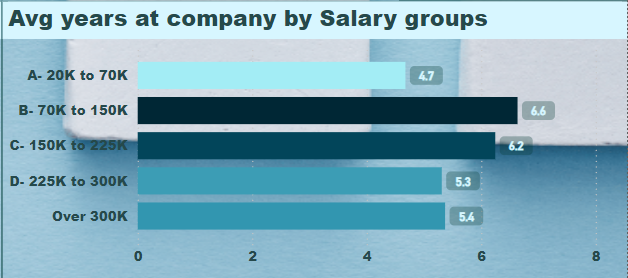 Avg years at company by Salary groups
A- 20K to 70K 4.7
B- 70K to 150K 6.6
C- 150K to 225K 6.2
D- 225K to 300K 5.3
Over 300K 5.4
0 2 4 6 8